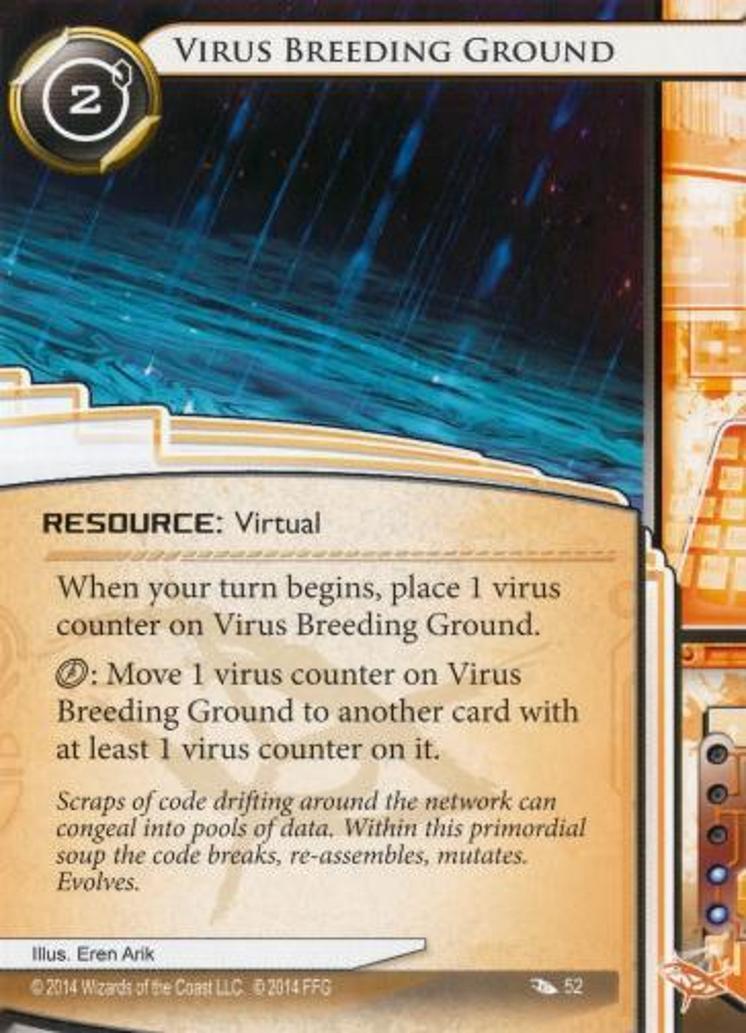 2
VIRUS BREEDING GROUND
RESOURCE: Virtual
When your turn begins, place 1 virus
counter on Virus Breeding Ground.
: Move 1 virus counter on Virus
Breeding Ground to another card with
at least 1 virus counter on it.
Scraps of code drifting around the network can
congeal into pools of data. Within this primordial
soup the code breaks, re-assembles, mutates.
Evolves.
Illus. Eren Arik
© 2014 Wizards of the Coast LLC © 2014 FFG 52